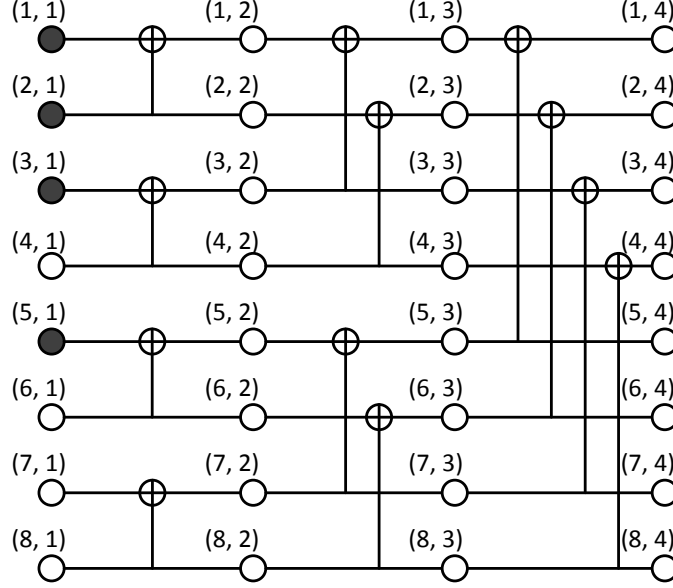 (1, 1) (1, 2) (1, 3) (1, 4)
(2, 1) (2, 2) (2, 3) (2, 4)
(3, 1) (3, 2) (3, 3) (3, 4)
(4, 1) (4, 2) (4, 3) (4, 4)
(5, 1) (5, 2) (5, 3) (5, 4)
(6, 1) (6, 2) (6, 3) (6, 4)
(7, 1) (7, 2) (7, 3) (7, 4)
(8, 1) (8, 2) (8, 3) (8, 4)